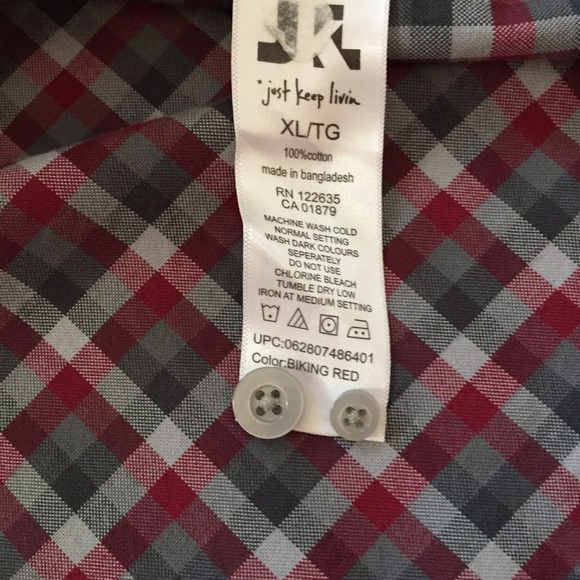 JKL
*just keep livin
XL/TG
100%cotton
made in bangladesh
RN 122635
CA 01879
MACHINE WASH COLD
NORMAL SETTING
WASH DARK COLOURS
SEPERATELY
DO NOT USE
CHLORINE BLEACH
TUMBLE DRY LOW
IRON AT MEDIUM SETTING
UPC:062807486401
Color:BIKING RED